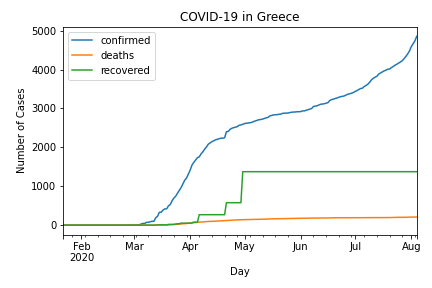 COVID-19 in Greece
confirmed
deaths
recovered
Number of Cases
5000
4000
3000
2000
1000
0
Feb
2020
Mar
Apr
May
Jun
Jul
Aug
Day